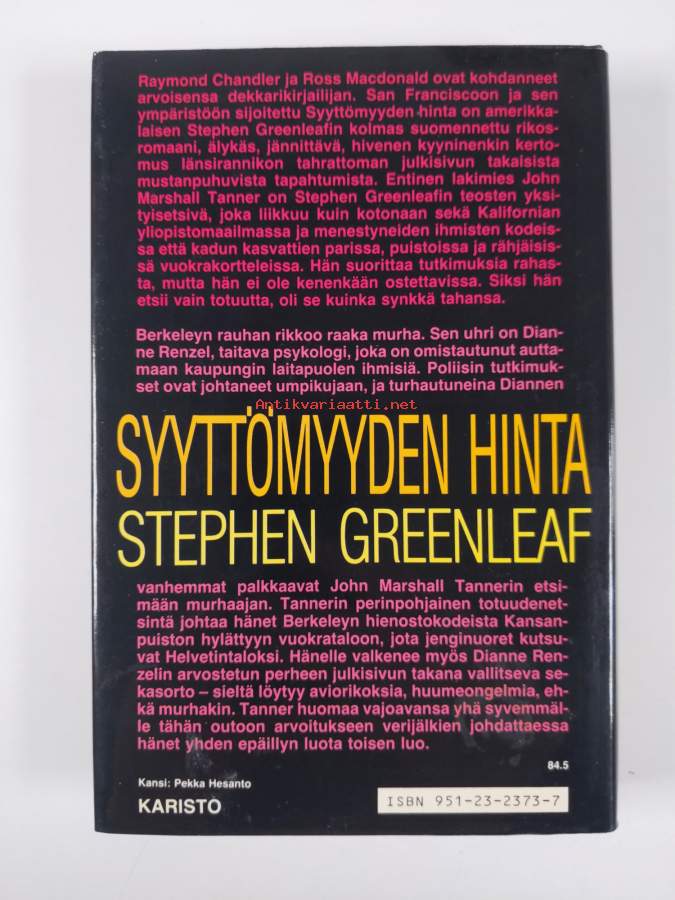 Raymond Chandler ja Ross Macdonald ovat kohdanneet
arvoisensa dekkarikirjailijan. San Franciscoon ja sen
ympäristöön sijoitettu Syyttömyyden hinta on amerikka-
laisen Stephen Greenleafin kolmas suomennettu rikos-
romaani, älykäs, jännittävä, hivenen kyyninenkin kerto-
mus länsirannikon tahrattoman julkisivun takaisista
mustanpuhuvista tapahtumista. Entinen lakimies John
Marshall Tanner on Stephen Greenleafin teosten yksi-
tyisetsivä, joka liikkuu kuin kotonaan sekä Kalifornian
yliopistomaailmassa ja menestyneiden ihmisten kodeis-
sa että kadun kasvattien parissa, puistoissa ja rähjäisis-
sä vuokrakortteleissa. Hän suorittaa tutkimuksia rahas-
ta, mutta hän ei ole kenenkään ostettavissa. Siksi hän
etsii vain totuutta, oli se kuinka synkkä tahansa.
Berkeleyn rauhan rikkoo raaka murha. Sen uhri on Dian-
ne Renzel, taitava psykologi, joka on omistautunut autta-
maan kaupungin laitapuolen ihmisiä. Poliisin tutkimuk-
set ovat johtaneet umpikujaan, ja turhautuneina Diannen
Antikvariaatti.net
SYYTTÖMYYDEN HINTA
STEPHEN GREENLEAF
vanhemmat palkkaavat John Marshall Tannerin etsi-
mään murhaajan. Tannerin perinpohjainen totuudenet-
sintä johtaa hänet Berkeleyn hienostokodeista Kansan-
puiston hylättyyn vuokrataloon, jota jenginuoret kutsu-
vat Helvetintaloksi. Hänelle valkenee myös Dianne Ren-
zelin arvostetun perheen julkisivun takana vallitseva se-
kasorto – sieltä löytyy aviorikoksia, huumeongelmia, eh-
kä murhakin. Tanner huomaa vajoavansa yhä syvemmäl-
le tähän outoon arvoitukseen verijälkien johdattaessa
hänet yhden epäillyn luota toisen luo.
84.5
Kansi: Pekka Hesanto
KARISTO
ISBN 951-23-2373-7